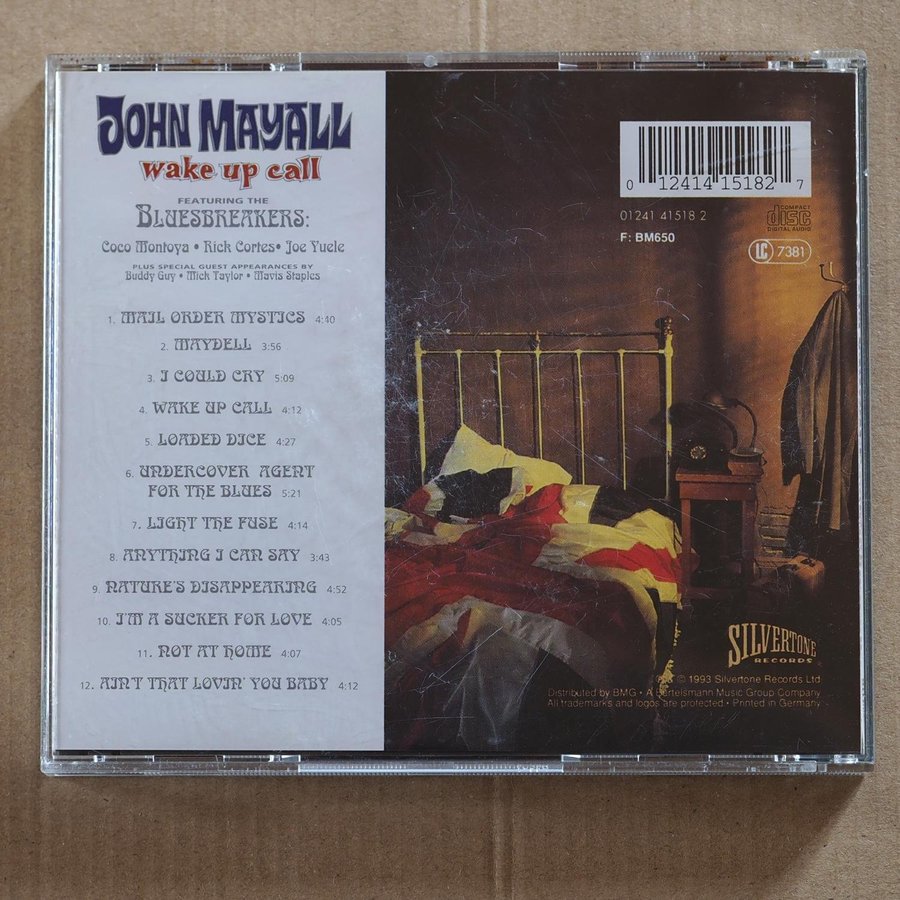 JOHN MAYALL
wake up call
FEATURING THE
BLUESBREAKERS:
Coco Montoya • Rick Cortes• Joe Yuele
PLUS SPECIAL GUEST APPEARANCES BY
Buddy Guy • Mick Taylor • Mavis Staples
1. MAIL ORDER MYSTICS 4:40
2. MAYDELL 3:56
3. I COULD CRY 5:09
4. WAKE UP CALL 4:12
5. LOADED DICE 4:27
6. UNDERCOVER AGENT
FOR THE BLUES 5:21
7. LIGHT THE FUSE 4:14
8. ANYTHING I CAN SAY 3:43
9. NATURE'S DISAPPEARING 4:52
10. I'M A SUCKER FOR LOVE 4:05
11. NOT AT HOME 4:07
12. AIN'T THAT LOVIN' YOU BABY 4:12
0 12414 15182 7
01241 41518 2
COMPACT
disc
DIGITAL AUDIO
F: BM650
LC 7381
SILVERTONE
RECORDS
℗ & © 1993 Silvertone Records Ltd
Distributed by BMG • A Bertelsmann Music Group Company
All trademarks and logos are protected • Printed in Germany